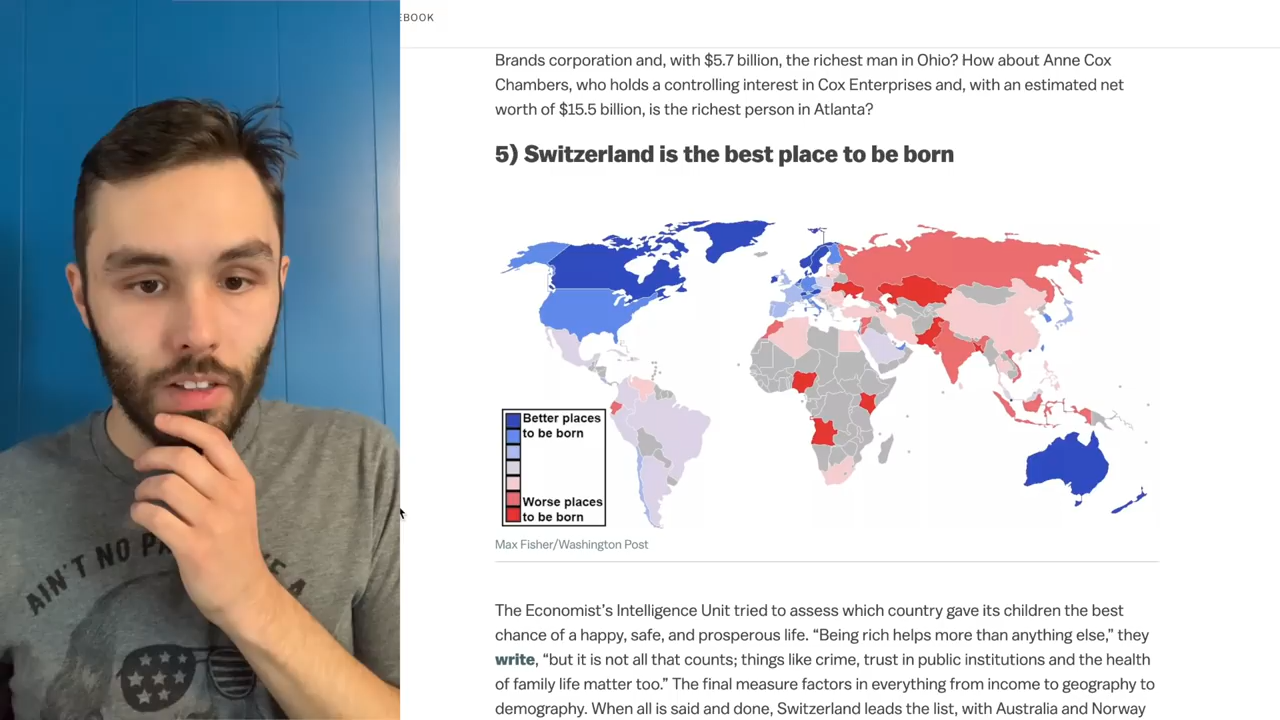 EBOOK
Brands corporation and, with $5.7 billion, the richest man in Ohio? How about Anne Cox
Chambers, who holds a controlling interest in Cox Enterprises and, with an estimated net
worth of $15.5 billion, is the richest person in Atlanta?
5) Switzerland is the best place to be born
Better places
to be born
Worse places
to be born
Max Fisher/Washington Post
The Economist's Intelligence Unit tried to assess which country gave its children the best
chance of a happy, safe, and prosperous life. “Being rich helps more than anything else,” they
write, “but it is not all that counts; things like crime, trust in public institutions and the health
of family life matter too.” The final measure factors in everything from income to geography to
demography. When all is said and done, Switzerland leads the list, with Australia and Norway
AIN'T NO
A